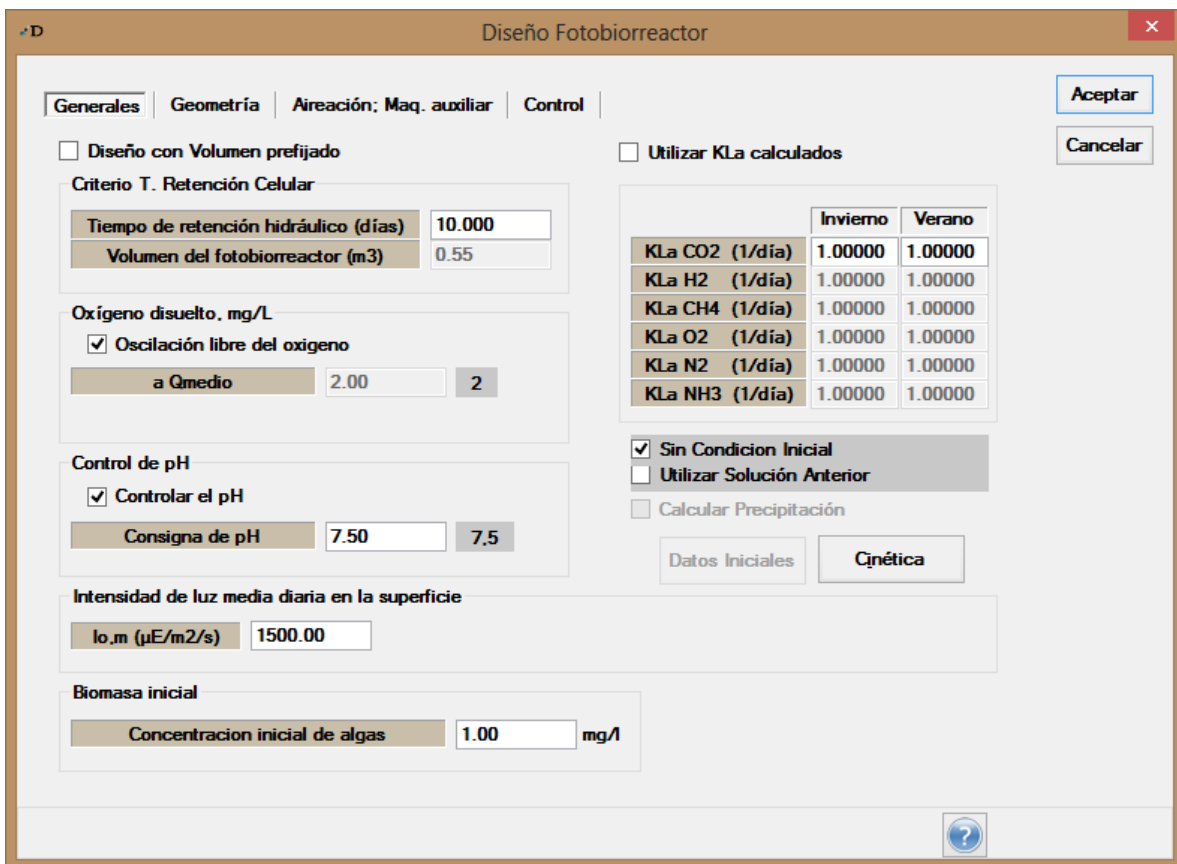 D
Diseño Fotobiorreactor
Generales
Geometría
Aireación; Maq. auxiliar
Control
Aceptar
Cancelar
Diseño con Volumen prefijado
Criterio T. Retención Celular
Tiempo de retención hidráulico (días) 10.000
Volumen del fotobiorreactor (m3) 0.55
Oxígeno disuelto, mg/L
Oscilación libre del oxigeno
a Qmedio 2.00 2
Control de pH
Controlar el pH
Consigna de pH 7.50 7,5
Utilizar KLa calculados
Invierno Verano
KLa CO2 (1/día) 1.00000 1.00000
KLa H2 (1/día) 1.00000 1.00000
KLa CH4 (1/día) 1.00000 1.00000
KLa O2 (1/día) 1.00000 1.00000
KLa N2 (1/día) 1.00000 1.00000
KLa NH3 (1/día) 1.00000 1.00000
Sin Condicion Inicial
Utilizar Solución Anterior
Calcular Precipitación
Datos Iniciales
Cinética
Intensidad de luz media diaria en la superficie
Io,m (µE/m2/s) 1500.00
Biomasa inicial
Concentracion inicial de algas 1.00 mg/l
?